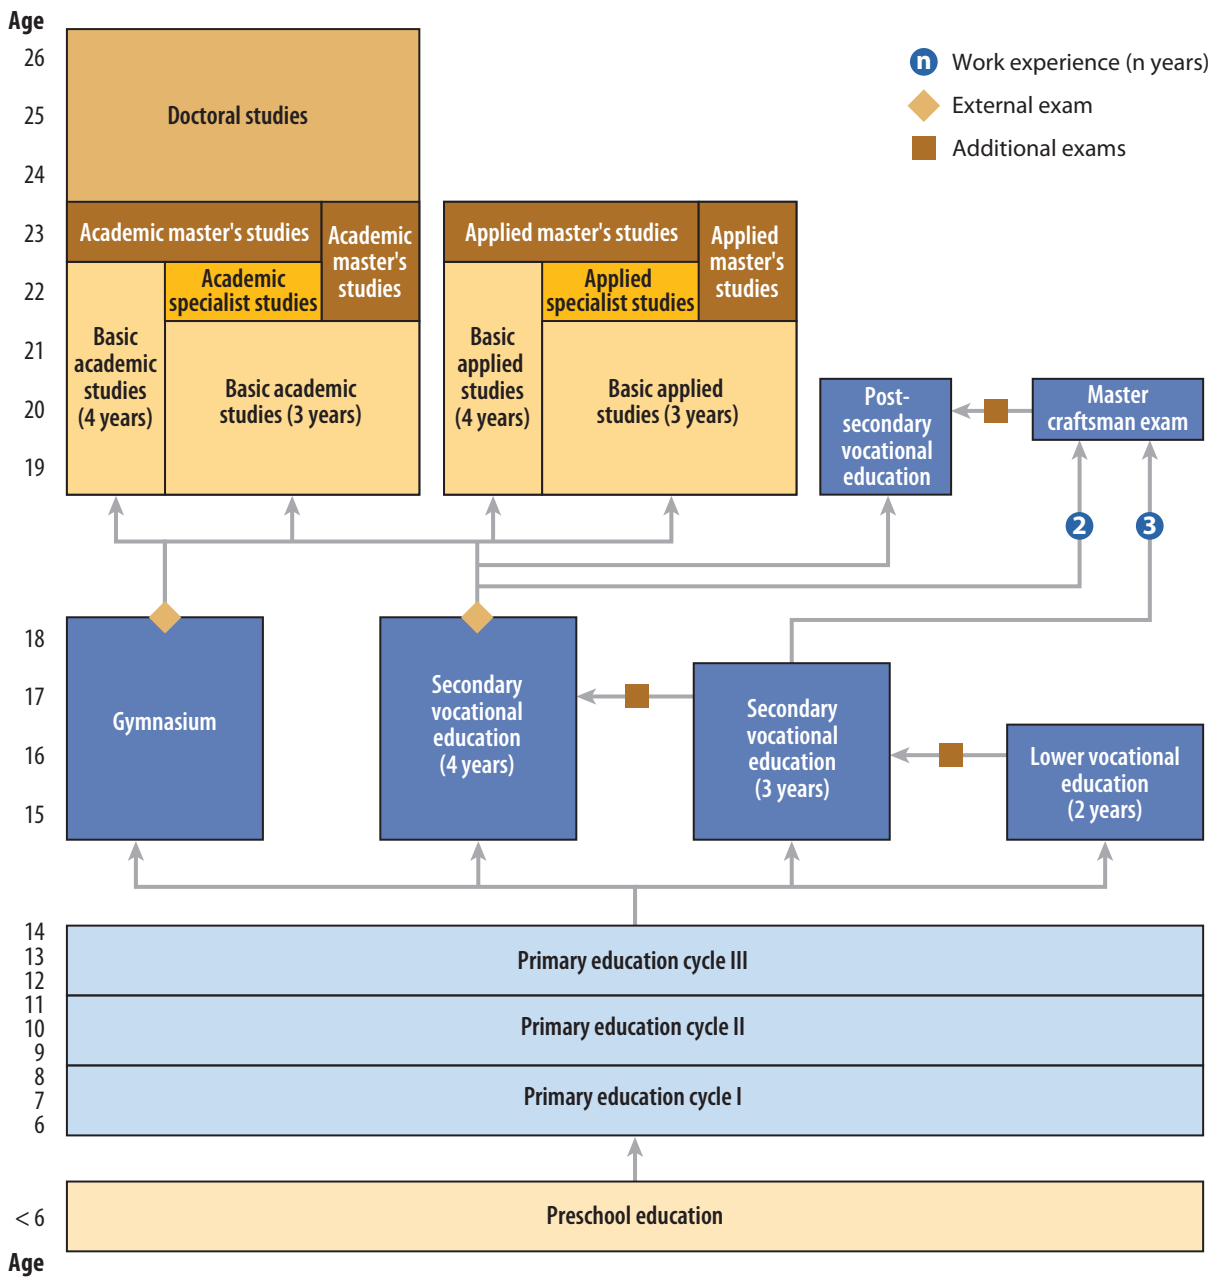 Age
26
25
24
23
22
21
20
19
18
17
16
15
14
13
12
11
10
9
8
7
6
< 6
Age
n Work experience (n years)
External exam
Additional exams
Doctoral studies
Academic master's studies
Academic
master's
studies
Academic
specialist studies
Basic
academic
studies
(4 years)
Basic academic
studies (3 years)
Applied master's studies
Applied
master's
studies
Applied
specialist studies
Basic
applied
studies
(4 years)
Basic applied
studies (3 years)
Post-
secondary
vocational
education
Master
craftsman exam
2
3
Gymnasium
Secondary
vocational
education
(4 years)
Secondary
vocational
education
(3 years)
Lower vocational
education
(2 years)
Primary education cycle III
Primary education cycle II
Primary education cycle I
Preschool education